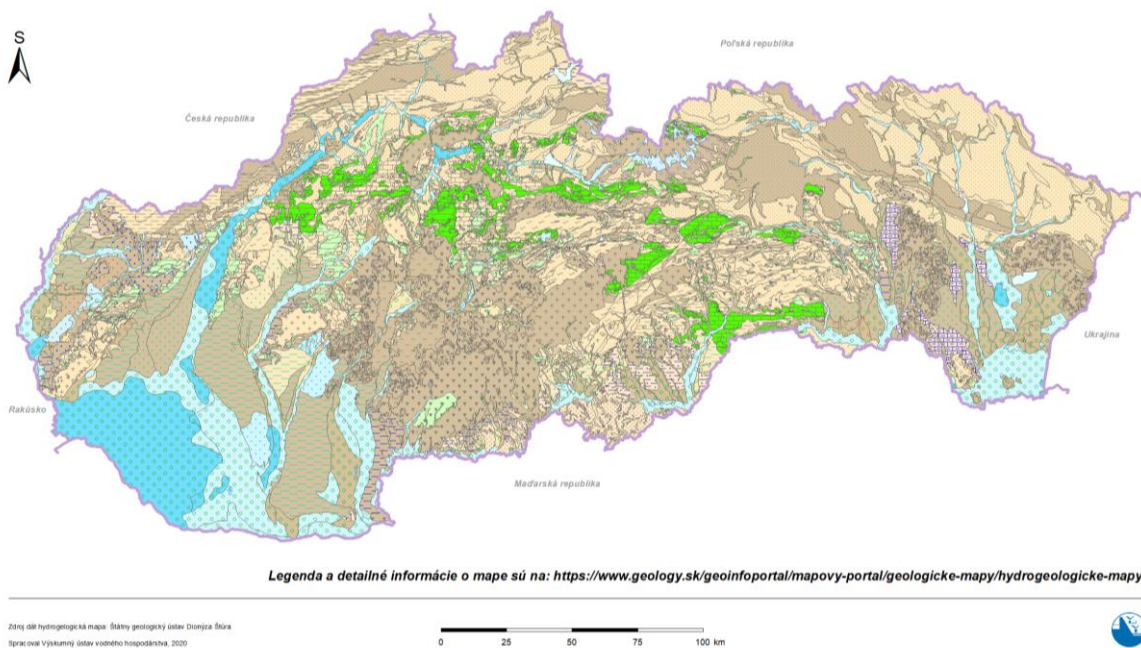 S
Poľská republika
Česká republika
Ukrajina
Rakúsko
Maďarská republika
Legenda a detailné informácie o mape sú na: https://www.geology.sk/geoinfoportal/mapovy-portal/geologicke-mapy/hydrogeologicke-mapy
Zdroj dát hydrogeologická mapa: Štátny geologický ústav Dionýza Štúra
Spracoval Výskumný ústav vodného hospodárstva, 2020
0 25 50 75 100 km